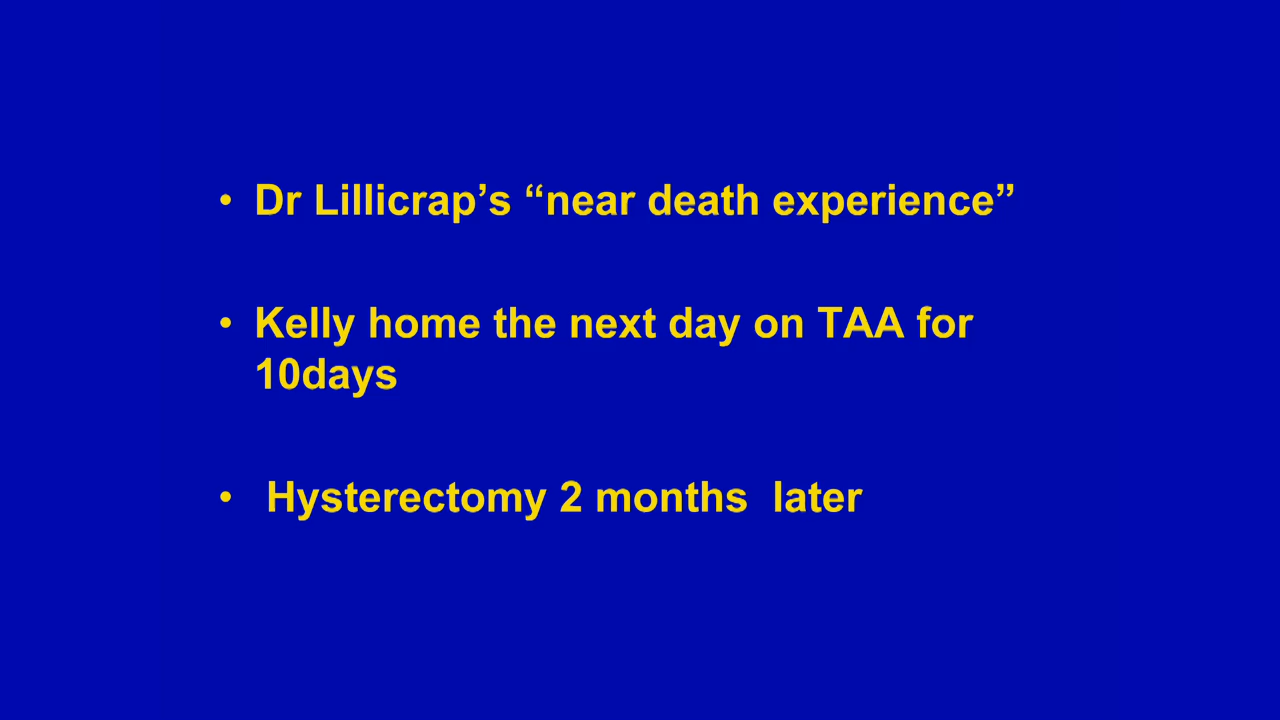 • Dr Lillicrap’s “near death experience”
• Kelly home the next day on TAA for
10days
• Hysterectomy 2 months  later